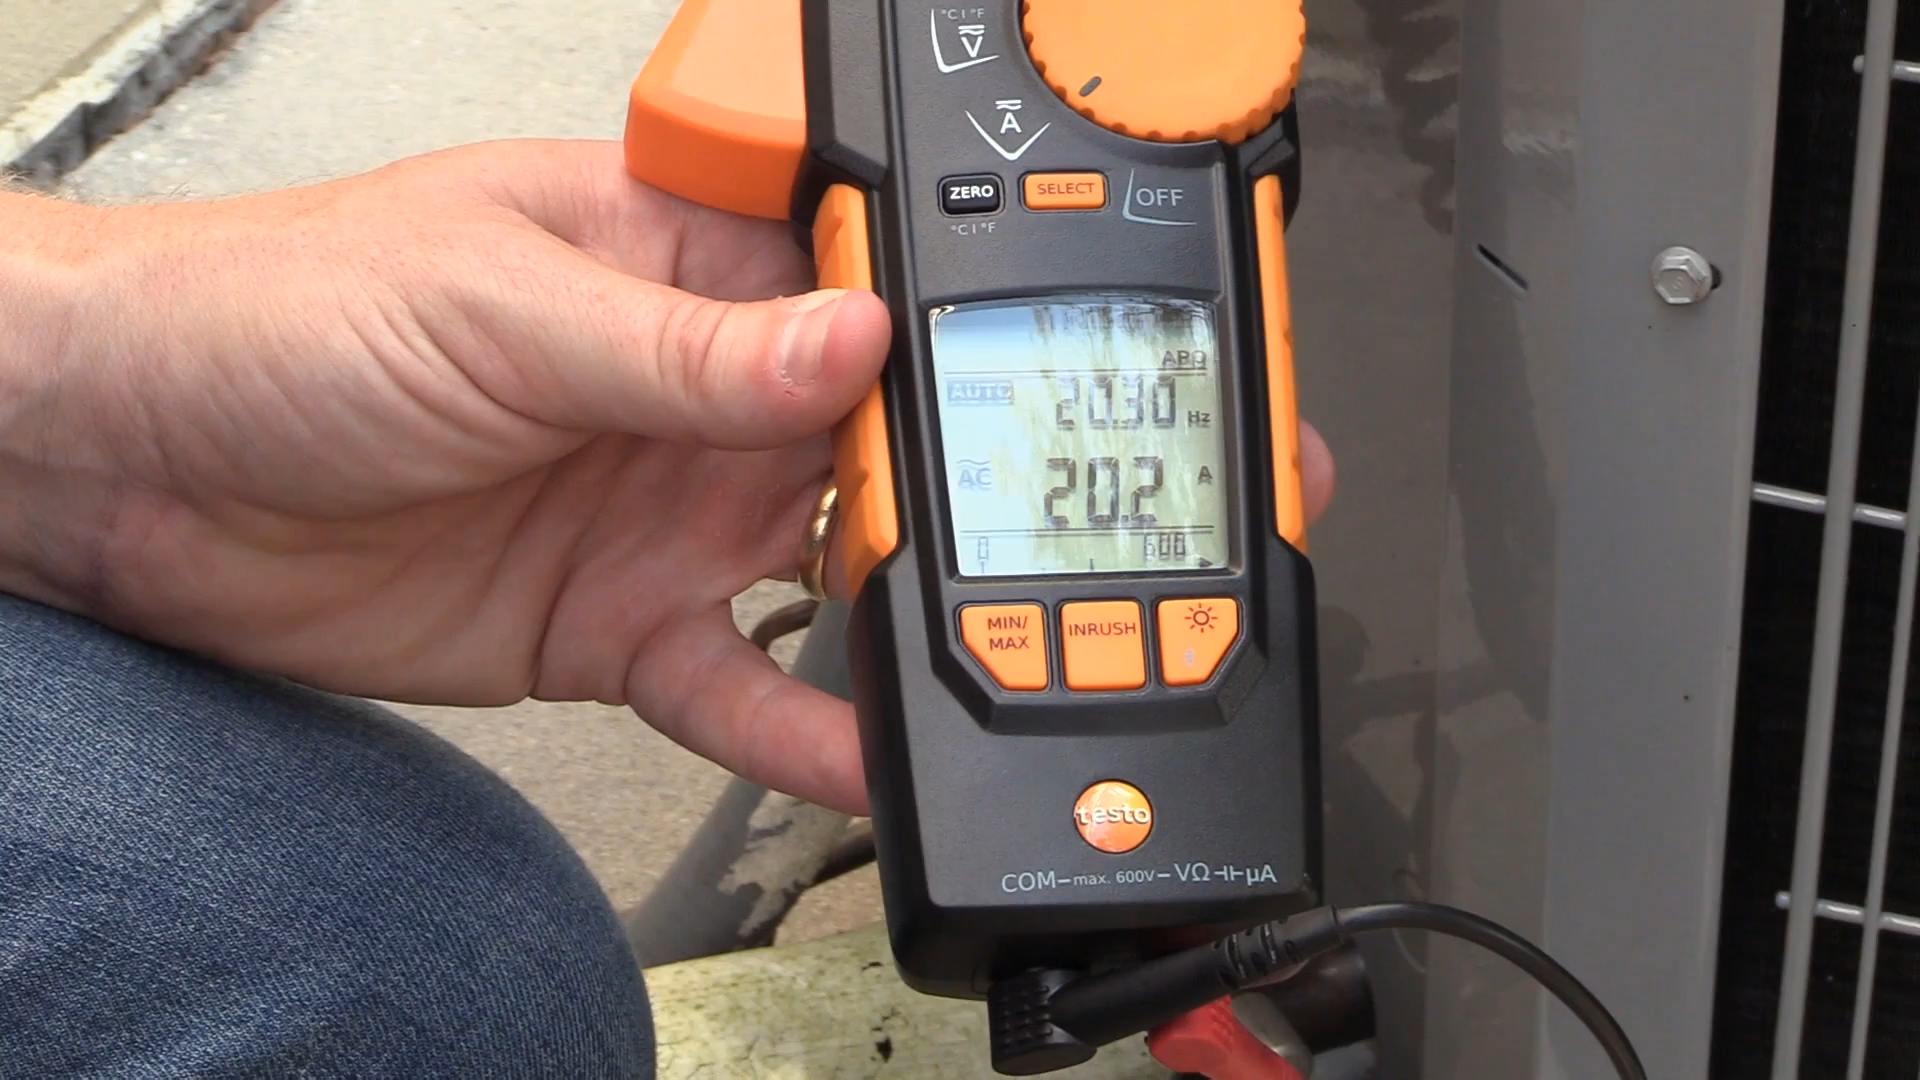 °C | °F
V
A
ZERO SELECT OFF
°C | °F
APO
AUTO 20.30 Hz
AC 20.2 A
0 600
MIN/
MAX
INRUSH
testo
COM–max. 600V–VΩ⊣⊢µA